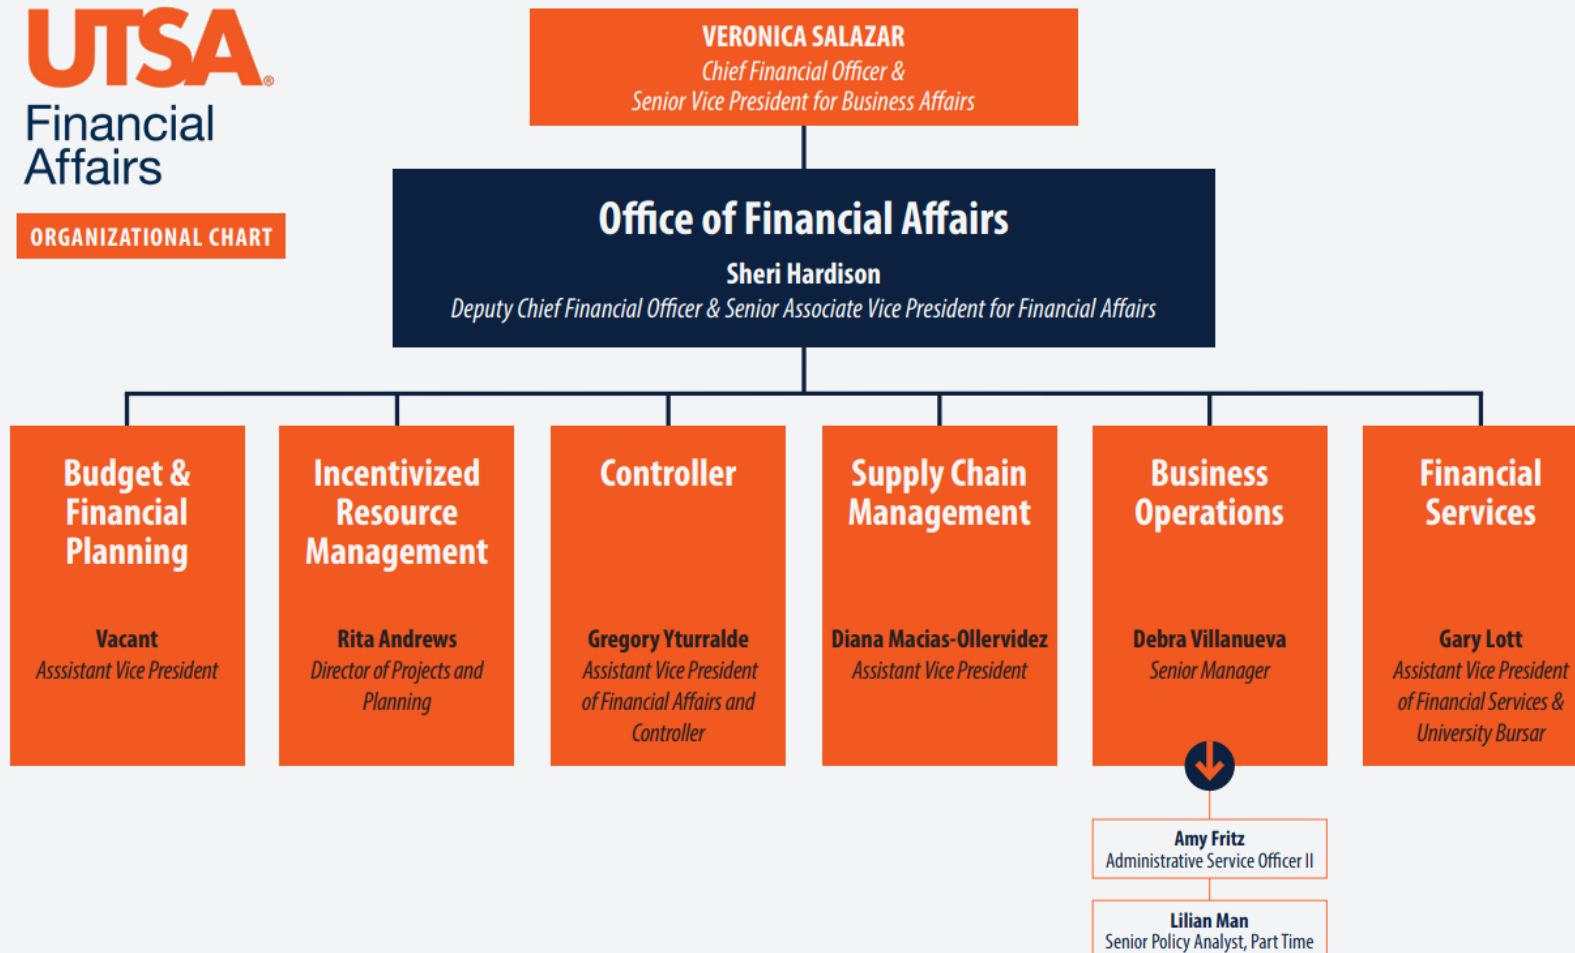 UTSA®
Financial
Affairs
ORGANIZATIONAL CHART
VERONICA SALAZAR
Chief Financial Officer &
Senior Vice President for Business Affairs
Office of Financial Affairs
Sheri Hardison
Deputy Chief Financial Officer & Senior Associate Vice President for Financial Affairs
Budget &
Financial
Planning
Vacant
Asssistant Vice President
Incentivized
Resource
Management
Rita Andrews
Director of Projects and
Planning
Controller
Gregory Yturralde
Assistant Vice President
of Financial Affairs and
Controller
Supply Chain
Management
Diana Macias-Ollervidez
Assistant Vice President
Business
Operations
Debra Villanueva
Senior Manager
Amy Fritz
Administrative Service Officer II
Lilian Man
Senior Policy Analyst, Part Time
Financial
Services
Gary Lott
Assistant Vice President
of Financial Services &
University Bursar